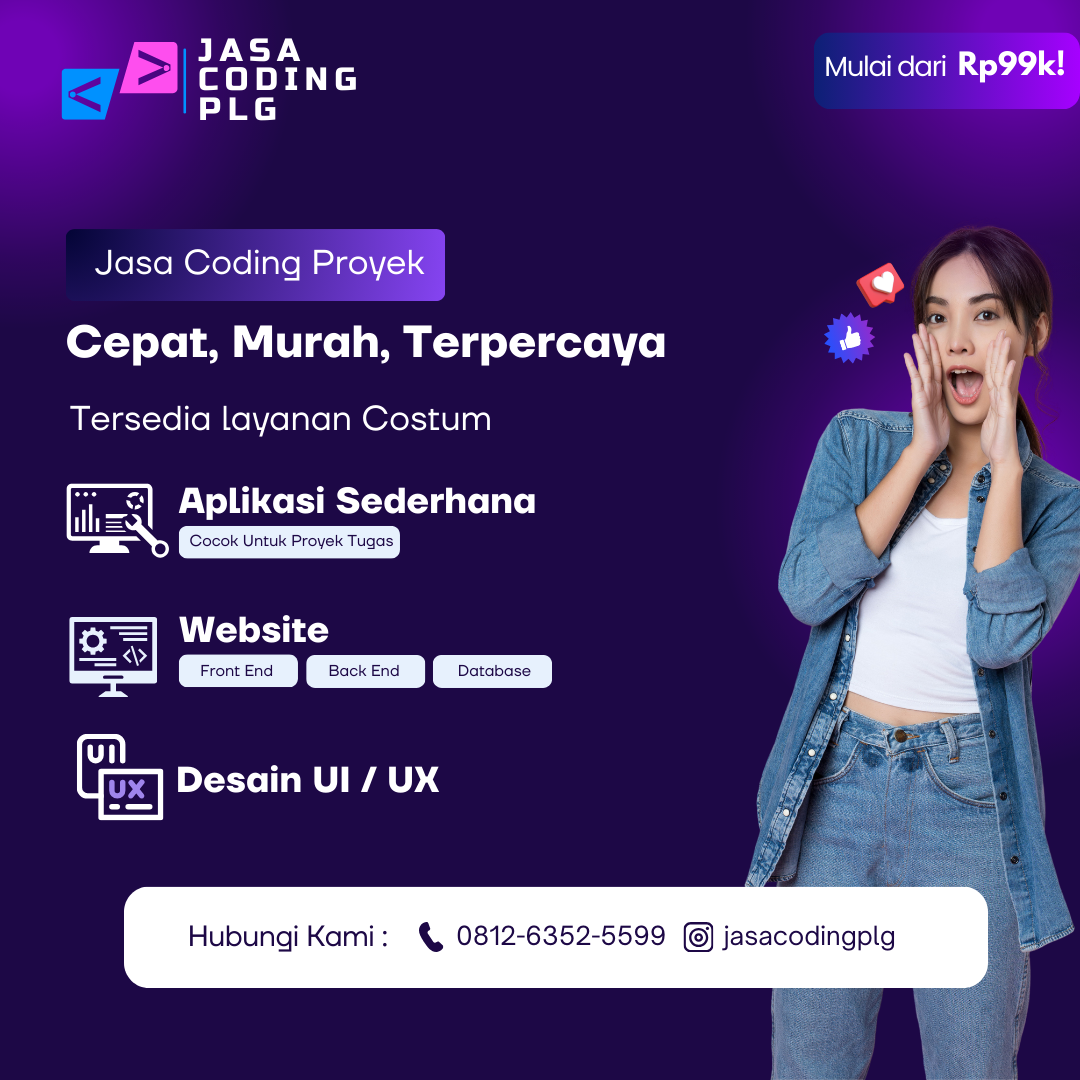 JASA
CODING
PLG
Mulai dari Rp99k!
Jasa Coding Proyek
Cepat, Murah, Terpercaya
Tersedia layanan Costum
Aplikasi Sederhana
Cocok Untuk Proyek Tugas
Website
Front End Back End Database
UI
UX
Desain UI / UX
Hubungi Kami : 0812-6352-5599 jasacodingplg